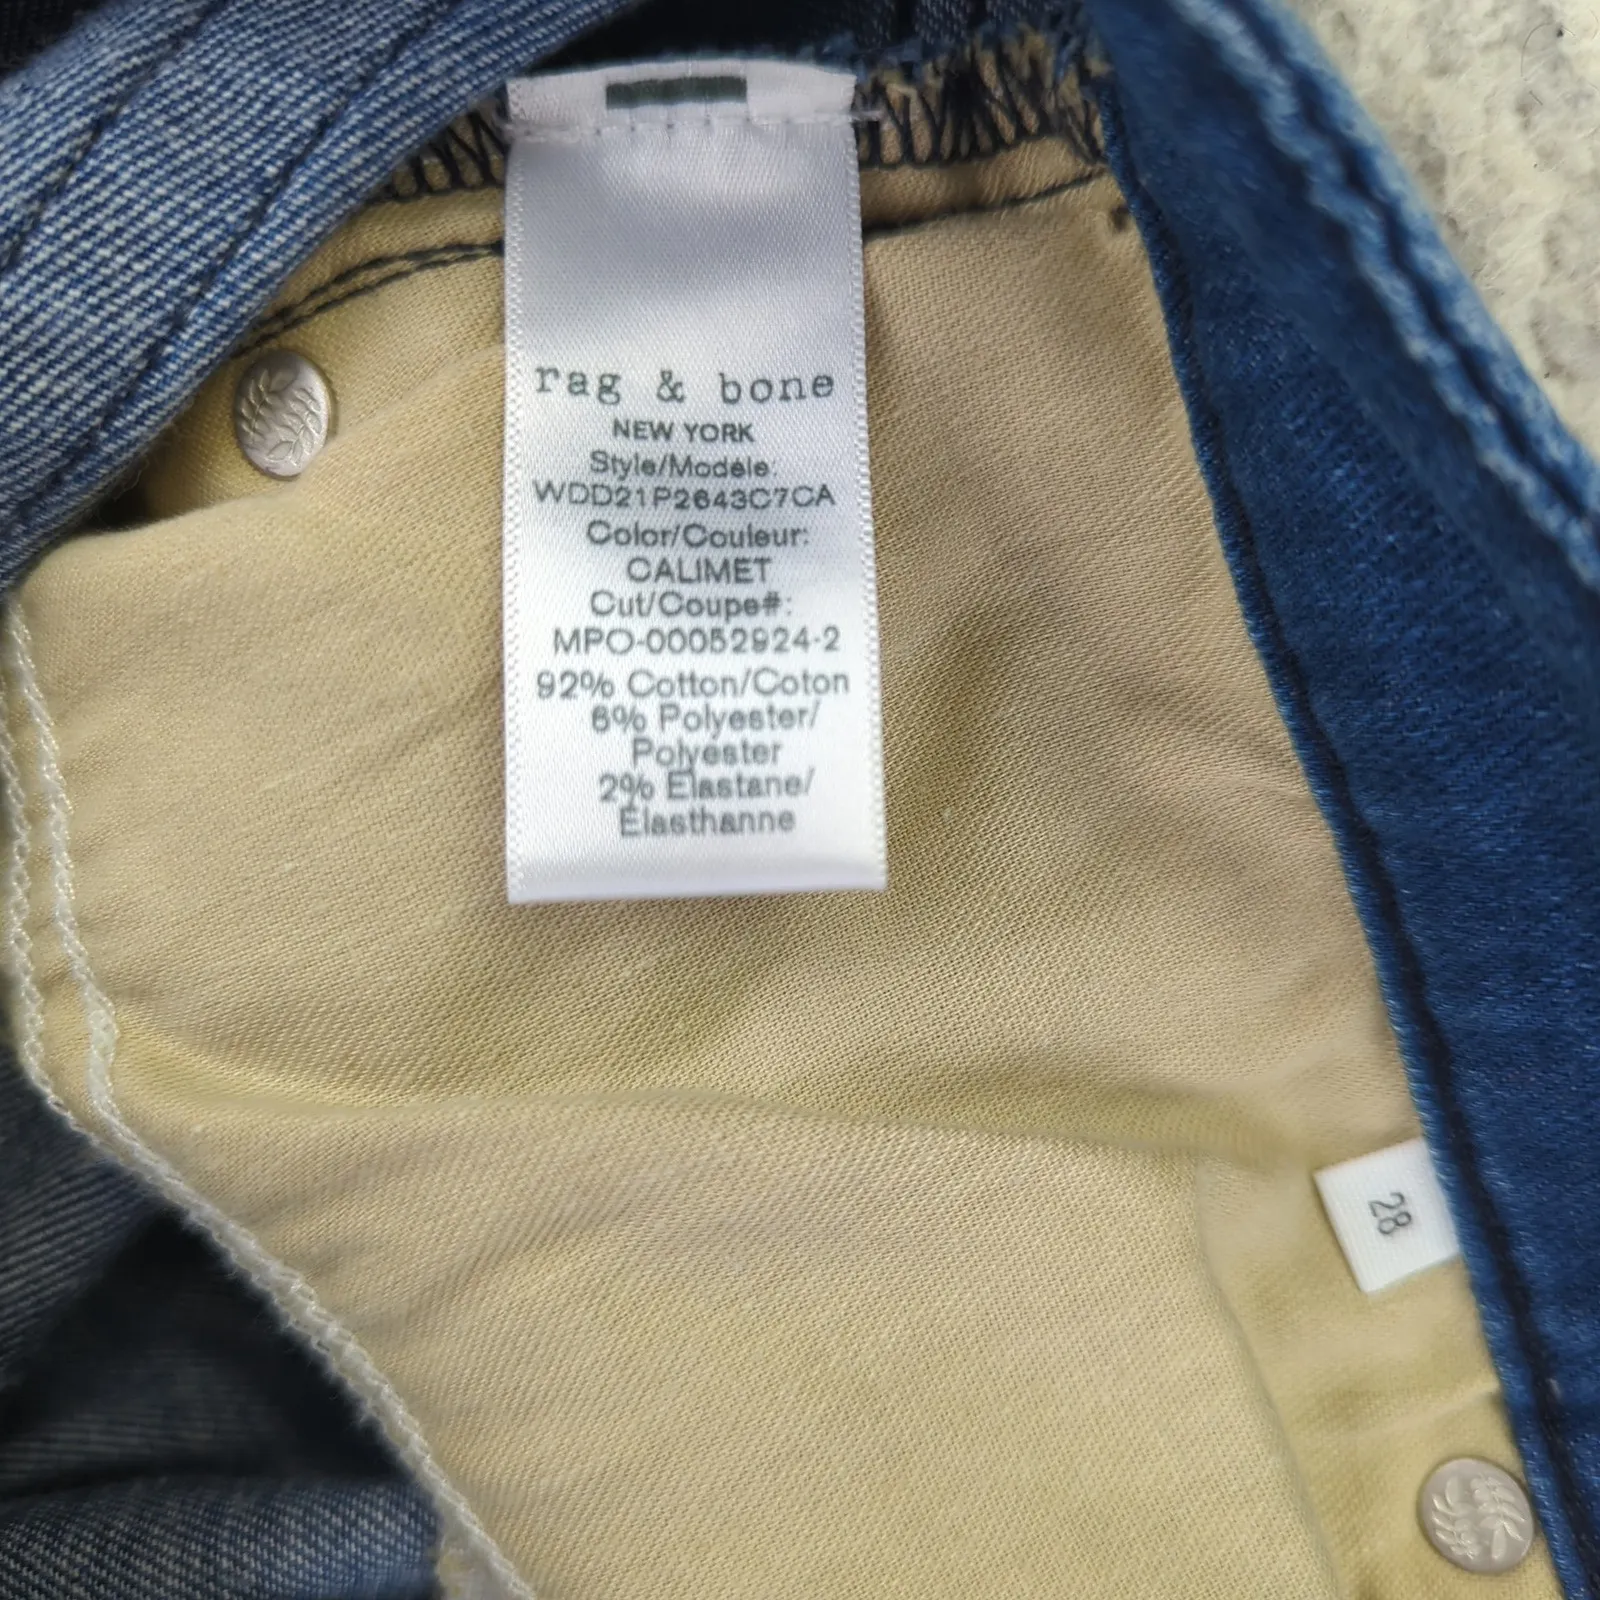 rag & bone
NEW YORK
Style/Modéle:
WDD21P2643C7CA
Color/Couleur:
CALIMET
Cut/Coupe#:
MPO-00052924-2
92% Cotton/Coton
6% Polyester/
Polyester
2% Elastane/
Élasthanne
28